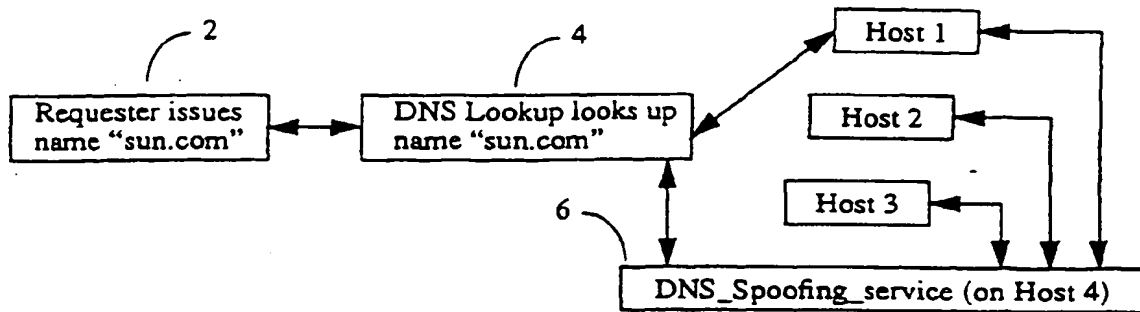 2
4
Host 1
Requester issues
name “sun.com”
DNS Lookup looks up
name “sun.com”
Host 2
Host 3
6
DNS_Spoofing_service (on Host 4)